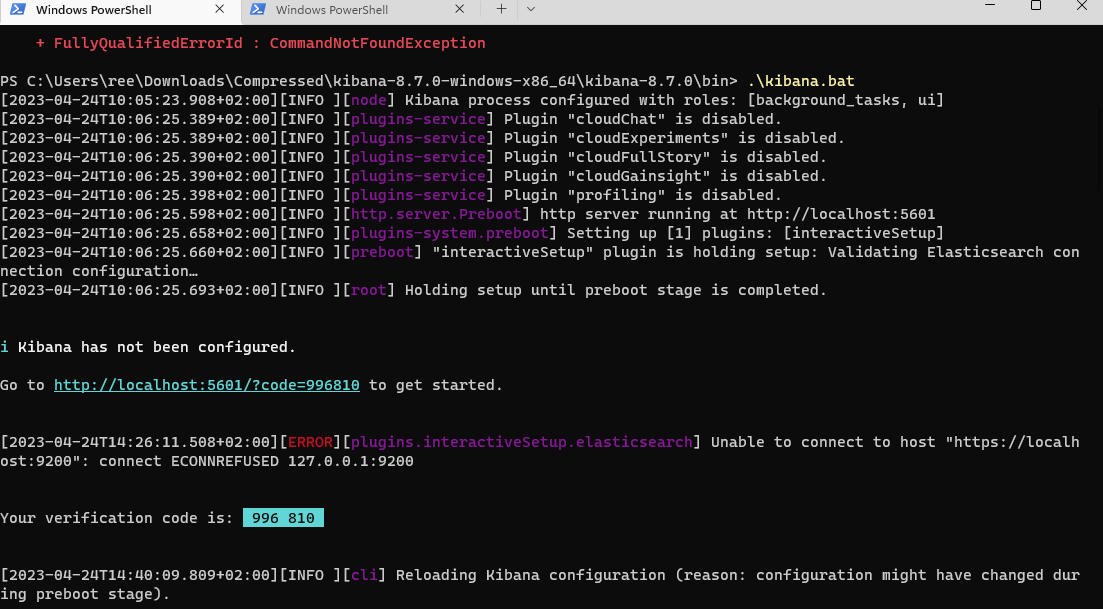 Windows PowerShell
Windows PowerShell
+ FullyQualifiedErrorId : CommandNotFoundException
PS C:\Users\ree\Downloads\Compressed\kibana-8.7.0-windows-x86_64\kibana-8.7.0\bin> .\kibana.bat
[2023-04-24T10:05:23.908+02:00][INFO ][node] Kibana process configured with roles: [background_tasks, ui]
[2023-04-24T10:06:25.389+02:00][INFO ][plugins-service] Plugin "cloudChat" is disabled.
[2023-04-24T10:06:25.389+02:00][INFO ][plugins-service] Plugin "cloudExperiments" is disabled.
[2023-04-24T10:06:25.390+02:00][INFO ][plugins-service] Plugin "cloudFullStory" is disabled.
[2023-04-24T10:06:25.390+02:00][INFO ][plugins-service] Plugin "cloudGainsight" is disabled.
[2023-04-24T10:06:25.398+02:00][INFO ][plugins-service] Plugin "profiling" is disabled.
[2023-04-24T10:06:25.598+02:00][INFO ][http.server.Preboot] http server running at http://localhost:5601
[2023-04-24T10:06:25.658+02:00][INFO ][plugins-system.preboot] Setting up [1] plugins: [interactiveSetup]
[2023-04-24T10:06:25.660+02:00][INFO ][preboot] "interactiveSetup" plugin is holding setup: Validating Elasticsearch con
nection configuration…
[2023-04-24T10:06:25.693+02:00][INFO ][root] Holding setup until preboot stage is completed.
i Kibana has not been configured.
Go to http://localhost:5601/?code=996810 to get started.
[2023-04-24T14:26:11.508+02:00][ERROR][plugins.interactiveSetup.elasticsearch] Unable to connect to host "https://localh
ost:9200": connect ECONNREFUSED 127.0.0.1:9200
Your verification code is: 996 810
[2023-04-24T14:40:09.809+02:00][INFO ][cli] Reloading Kibana configuration (reason: configuration might have changed dur
ing preboot stage).